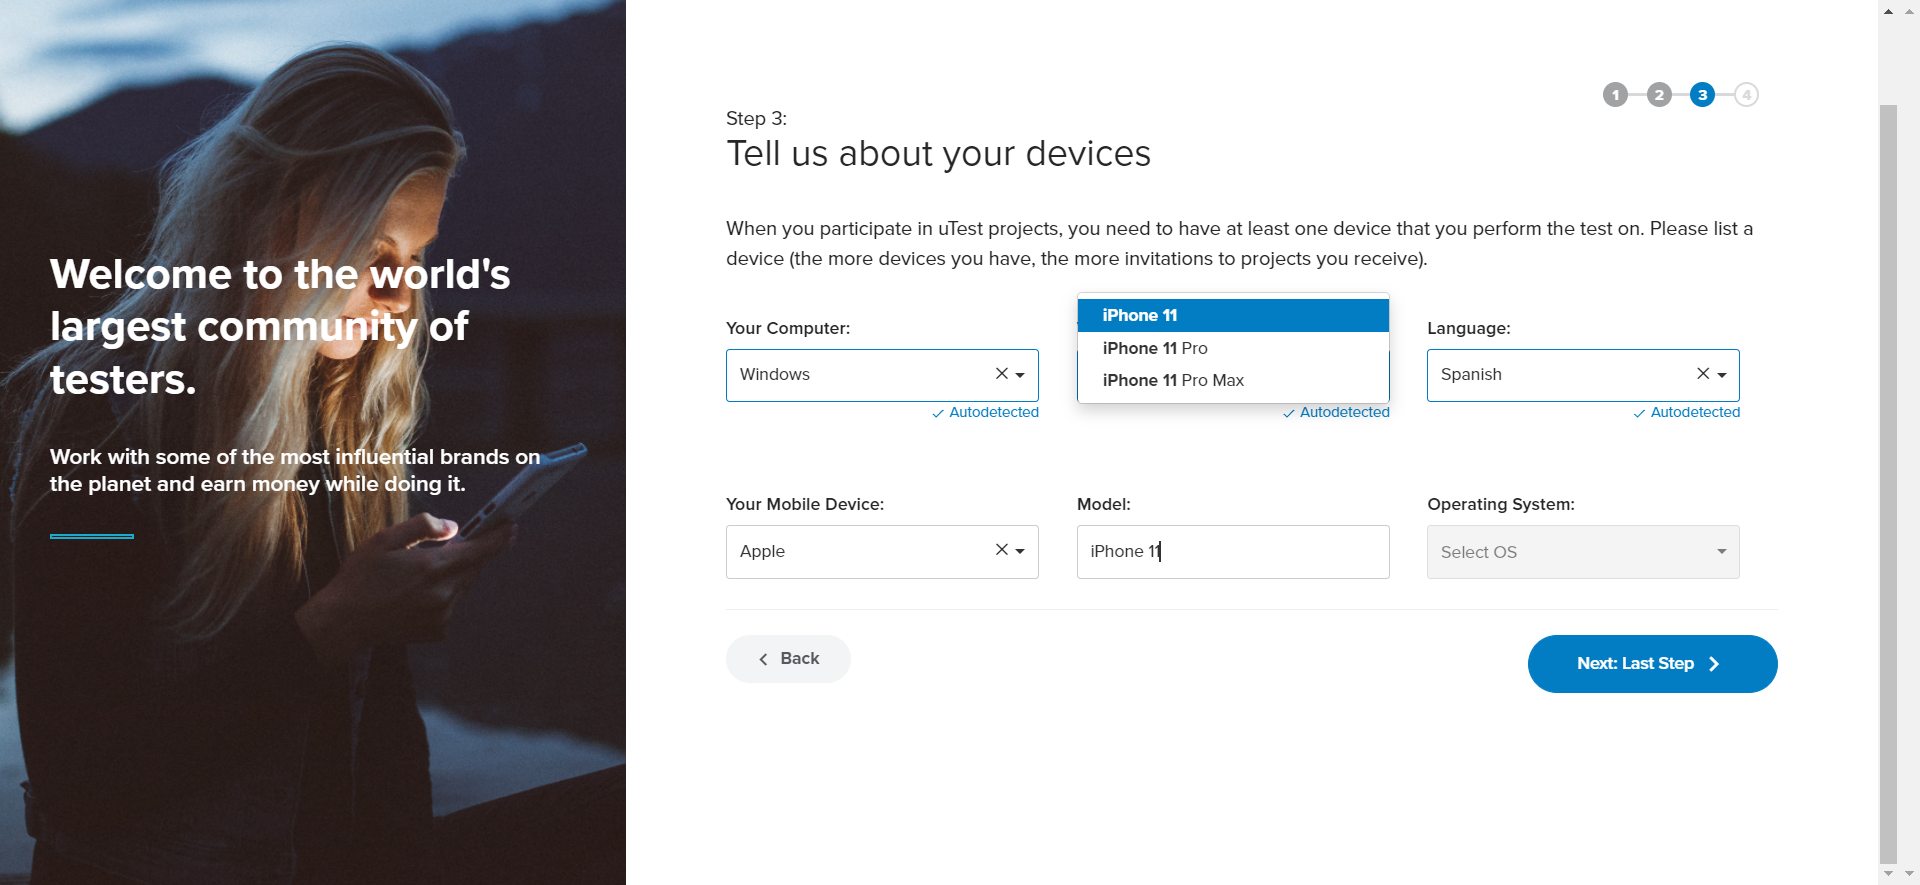 Welcome to the world's
largest community of
testers.
Work with some of the most influential brands on
the planet and earn money while doing it.
1 2 3 4
Step 3:
Tell us about your devices
When you participate in uTest projects, you need to have at least one device that you perform the test on. Please list a
device (the more devices you have, the more invitations to projects you receive).
Your Computer:
Windows
Autodetected
iPhone 11
iPhone 11 Pro
iPhone 11 Pro Max
Autodetected
Language:
Spanish
Autodetected
Your Mobile Device:
Apple
Model:
iPhone 11
Operating System:
Select OS
Back
Next: Last Step